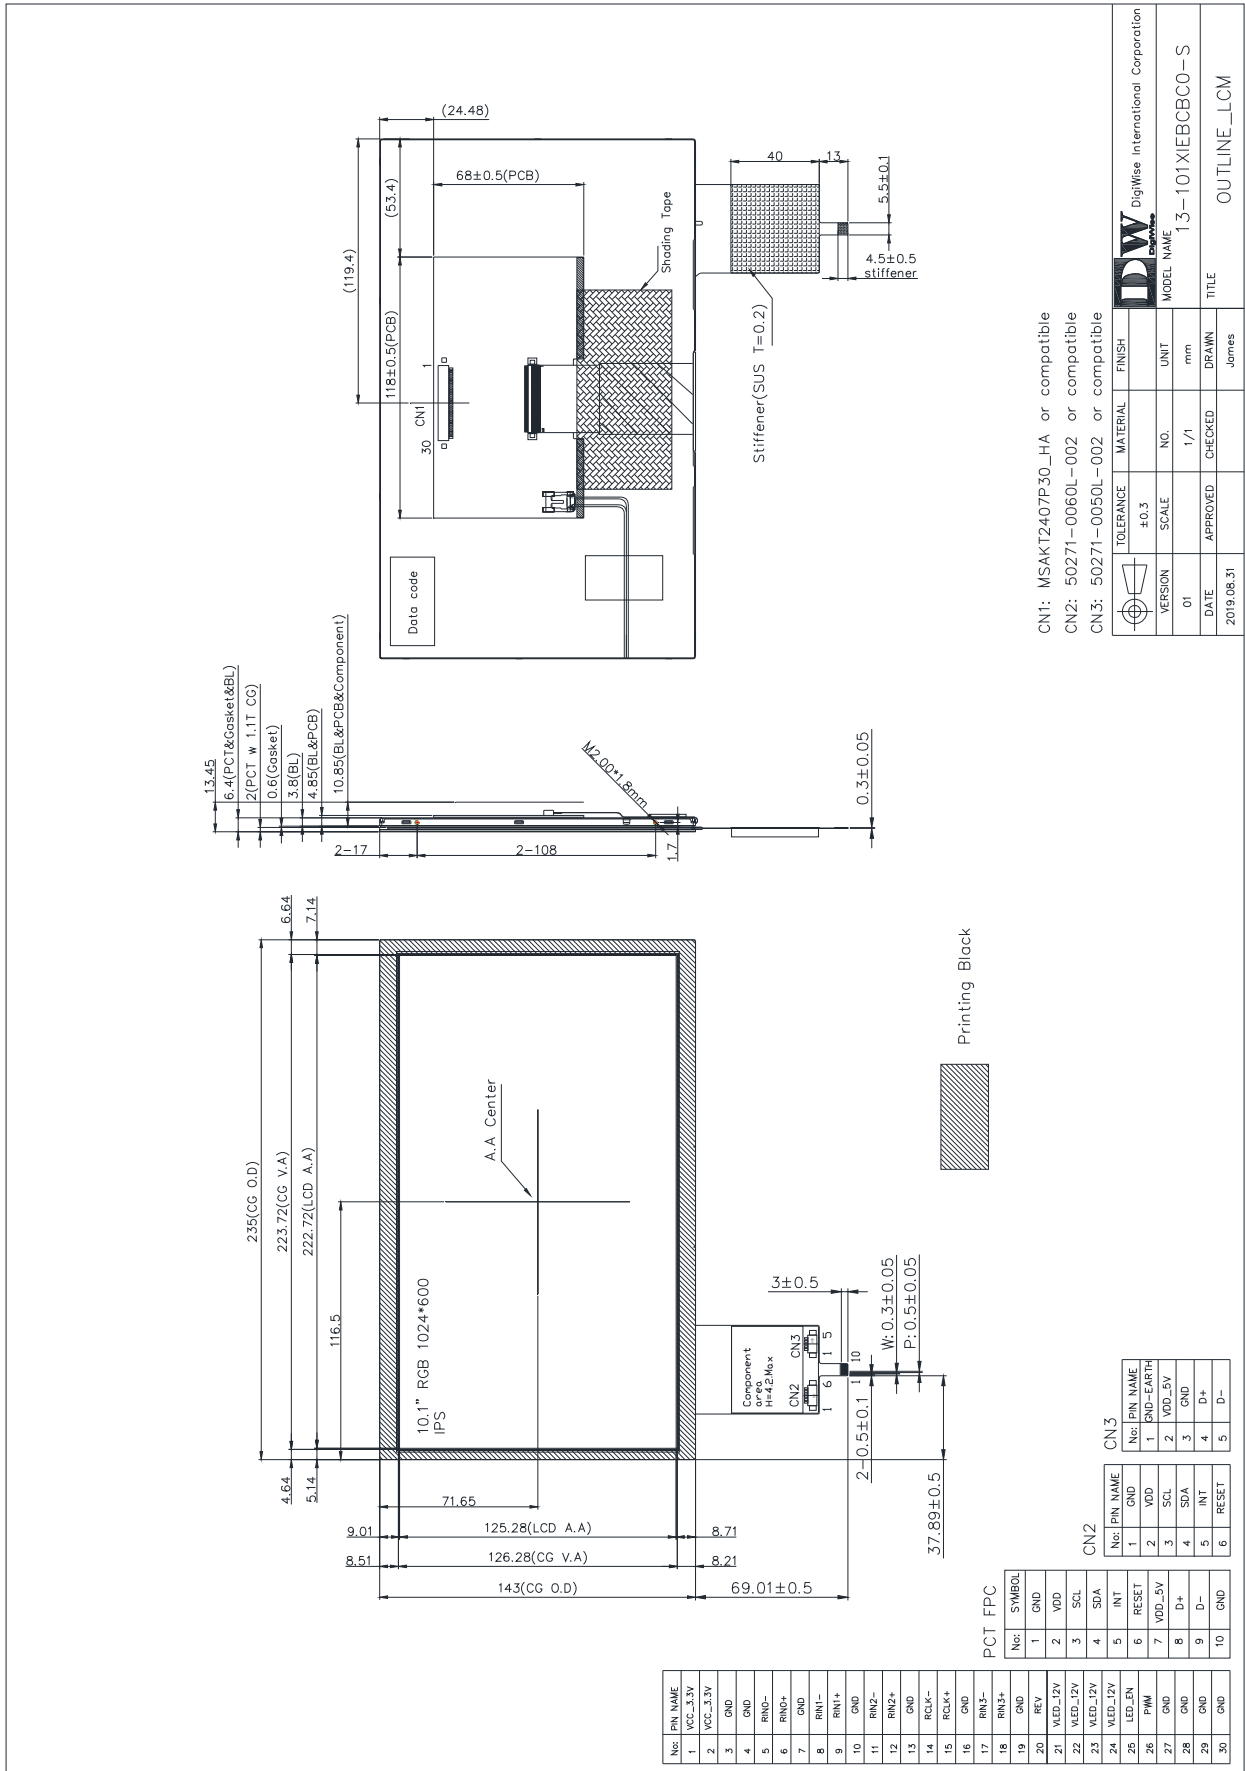 235(CG O.D)
223.72(CG V.A)
222.72(LCD A.A)
116.5
4.64
5.14
6.64
7.14
10.1" RGB 1024*600
IPS
A.A Center
71.65
9.01
125.28(LCD A.A)
8.71
8.51
126.28(CG V.A)
8.21
143(CG O.D)
69.01±0.5
Component
area
H=4.2.Max
CN2
CN3
1
6
1
5
1
10
3±0.5
W: 0.3±0.05
P: 0.5±0.05
2-0.5±0.1
37.89±0.5
Printing Black
13.45
6.4(PCT&Gasket&BL)
2(PCT w 1.1T CG)
0.6(Gasket)
3.8(BL)
4.85(BL&PCB)
10.85(BL&PCB&Component)
2-17
2-108
1.7
M2.00*1.8mm
0.3±0.05
(24.48)
(119.4)
(53.4)
118±0.5(PCB)
68±0.5(PCB)
30
CN1
1
Data code
Shading Tape
Stiffener(SUS T=0.2)
40
13
5.5±0.1
4.5±0.5
stiffener
No: PIN NAME
1 VCC_3.3V
2 VCC_3.3V
3 GND
4 GND
5 RIN0-
6 RIN0+
7 GND
8 RIN1-
9 RIN1+
10 GND
11 RIN2-
12 RIN2+
13 GND
14 RCLK-
15 RCLK+
16 GND
17 RIN3-
18 RIN3+
19 GND
20 REV
21 VLED_12V
22 VLED_12V
23 VLED_12V
24 VLED_12V
25 LED_EN
26 PWM
27 GND
28 GND
29 GND
30 GND
PCT FPC
No: SYMBOL
1 GND
2 VDD
3 SCL
4 SDA
5 INT
6 RESET
7 VDD_5V
8 D+
9 D-
10 GND
CN2
No: PIN NAME
1 GND
2 VDD
3 SCL
4 SDA
5 INT
6 RESET
CN3
No: PIN NAME
1 GND-EARTH
2 VDD_5V
3 GND
4 D+
5 D-
CN1: MSAKT2407P30_HA or compatible
CN2: 50271-0060L-002 or compatible
CN3: 50271-0050L-002 or compatible
TOLERANCE MATERIAL FINISH
±0.3
VERSION SCALE NO. UNIT
01 1/1 mm
DATE APPROVED CHECKED DRAWN
2019.08.31 James
DW DigiWise DigiWise International Corporation
MODEL NAME
13-101XIEBCBC0-S
TITLE
OUTLINE_LCM